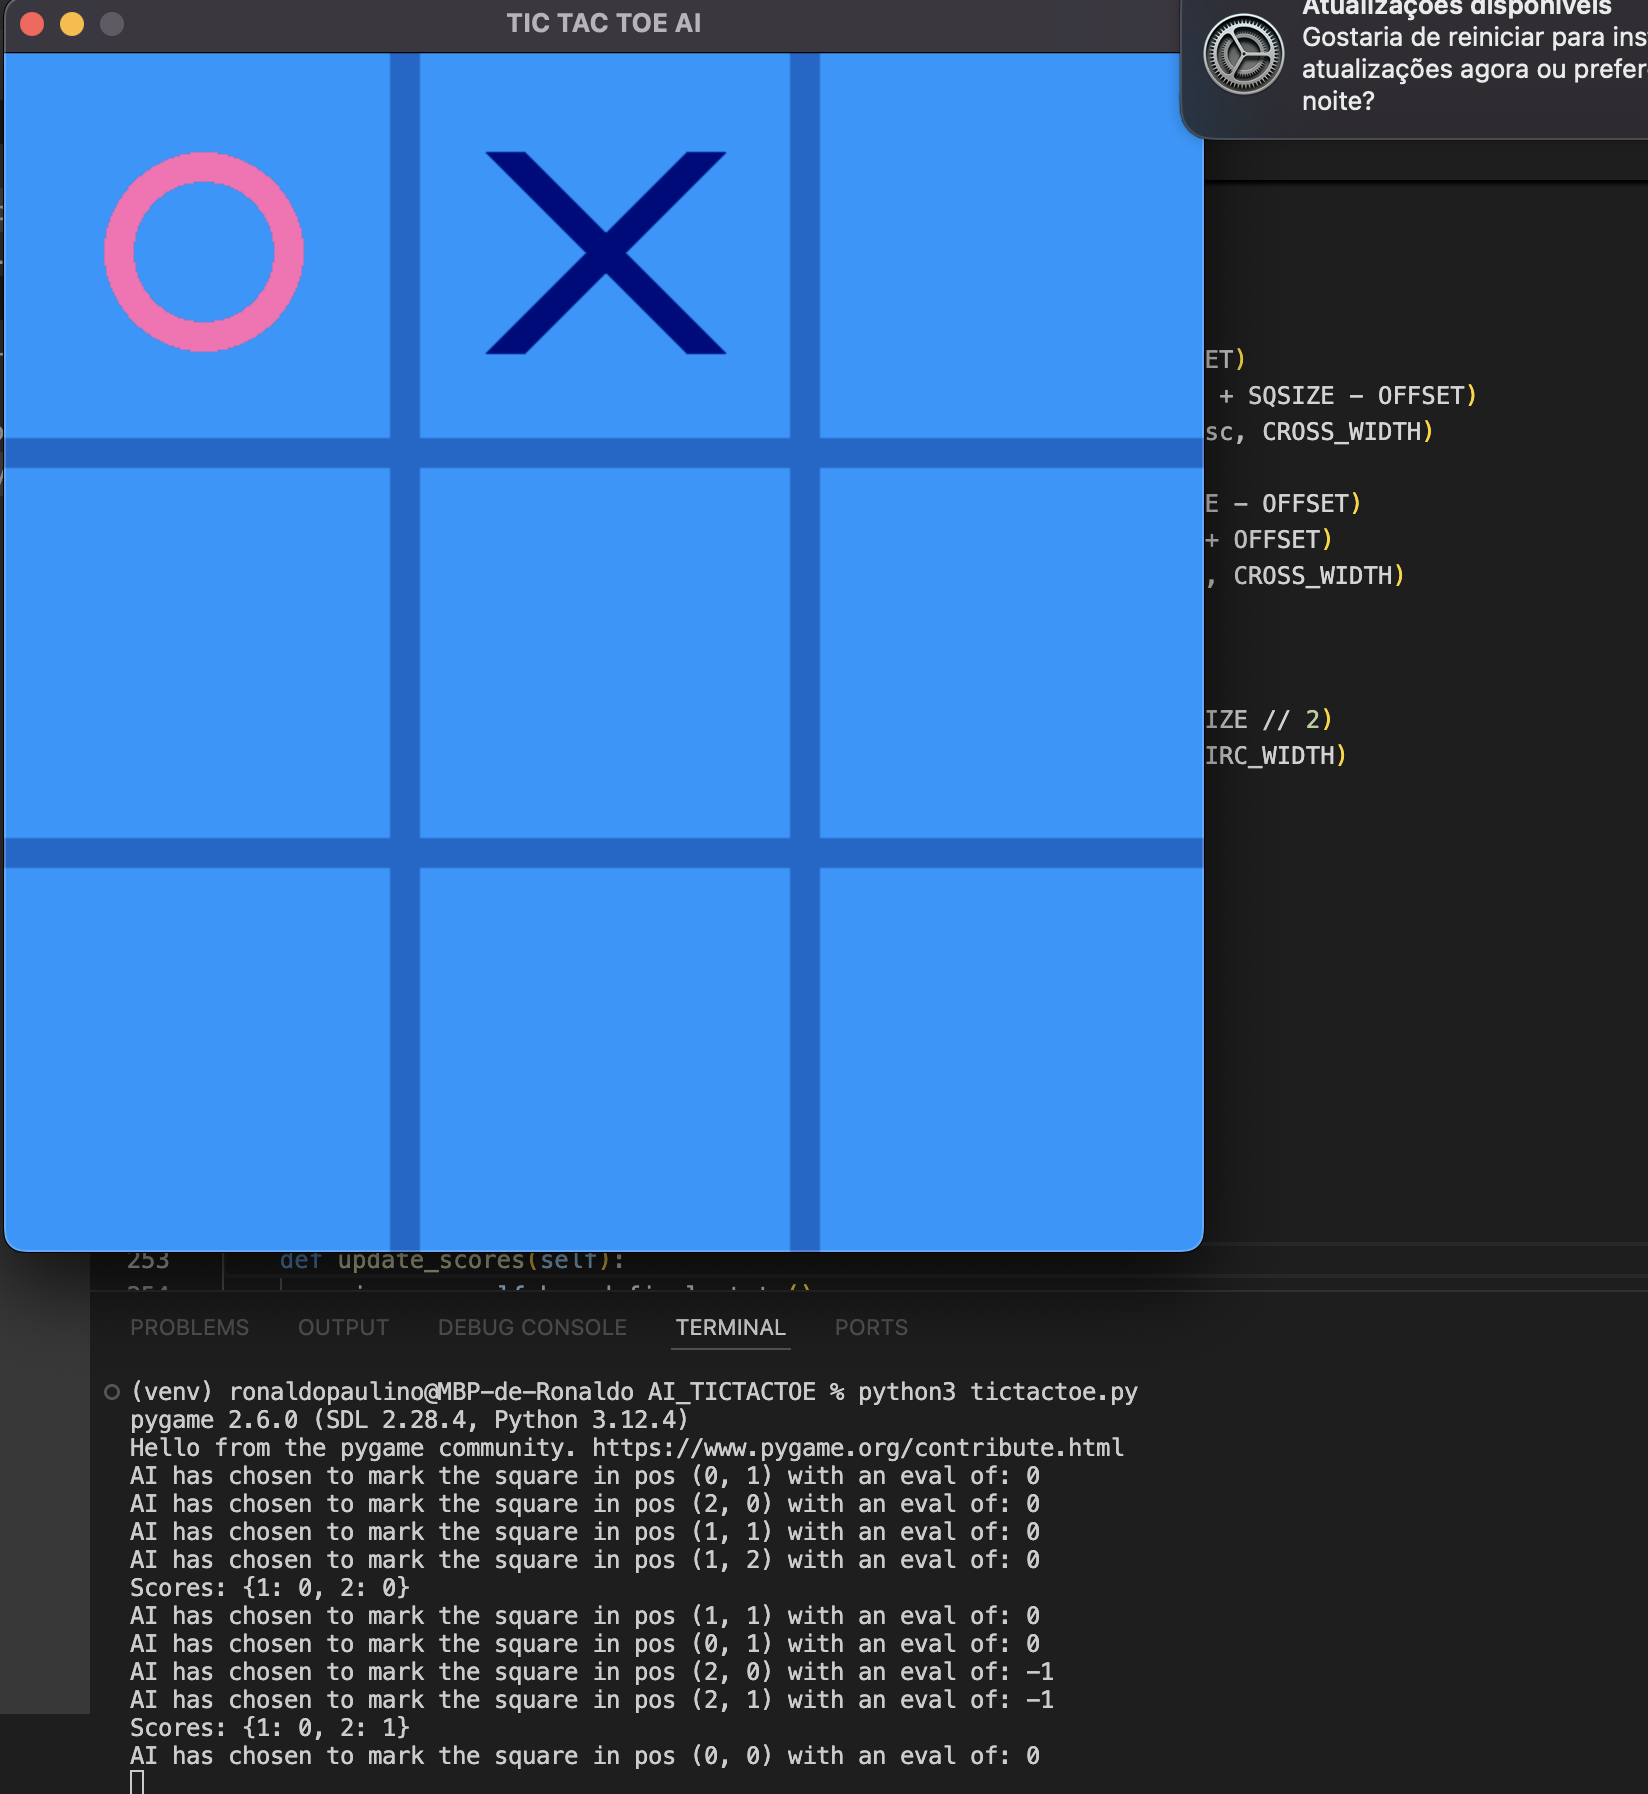 TIC TAC TOE AI
Atualizações disponíveis
Gostaria de reiniciar para ins
atualizações agora ou prefer
noite?
ET)
+ SQSIZE - OFFSET)
sc, CROSS_WIDTH)
E - OFFSET)
+ OFFSET)
, CROSS_WIDTH)
IZE // 2)
IRC_WIDTH)
253 def update_scores(self):
PROBLEMS OUTPUT DEBUG CONSOLE TERMINAL PORTS
(venv) ronaldopaulino@MBP-de-Ronaldo AI_TICTACTOE % python3 tictactoe.py
pygame 2.6.0 (SDL 2.28.4, Python 3.12.4)
Hello from the pygame community. https://www.pygame.org/contribute.html
AI has chosen to mark the square in pos (0, 1) with an eval of: 0
AI has chosen to mark the square in pos (2, 0) with an eval of: 0
AI has chosen to mark the square in pos (1, 1) with an eval of: 0
AI has chosen to mark the square in pos (1, 2) with an eval of: 0
Scores: {1: 0, 2: 0}
AI has chosen to mark the square in pos (1, 1) with an eval of: 0
AI has chosen to mark the square in pos (0, 1) with an eval of: 0
AI has chosen to mark the square in pos (2, 0) with an eval of: -1
AI has chosen to mark the square in pos (2, 1) with an eval of: -1
Scores: {1: 0, 2: 1}
AI has chosen to mark the square in pos (0, 0) with an eval of: 0